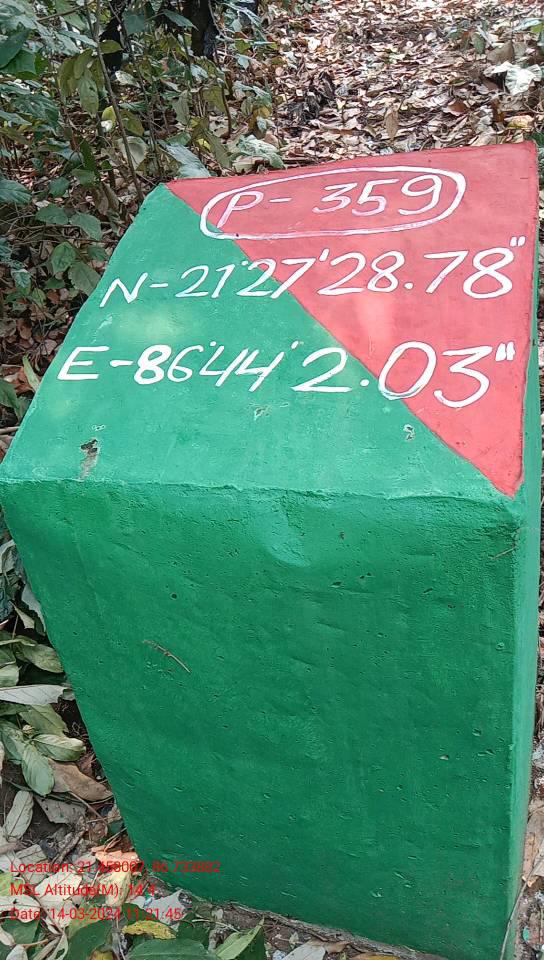 P- 359
N-21°27'28.78"
E-86°44'2.03"
Location: 21.458007, 86.733882
MSL Altitude(M): 14.4
Date: 14-03-2024 11:31:45